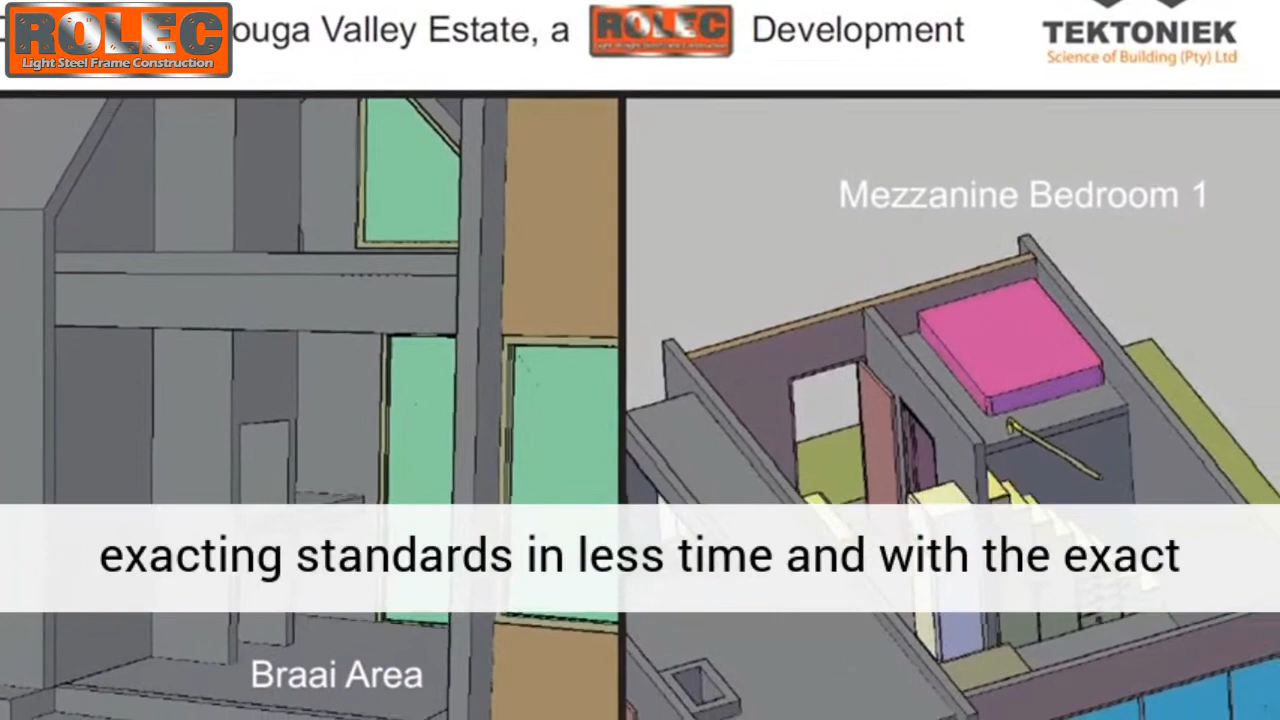 ROLEC
Light Steel Frame Construction
ouga Valley Estate, a ROLEC Development
TEKTONIEK
Science of Building (Pty) Ltd
Mezzanine Bedroom 1
exacting standards in less time and with the exact
Braai Area